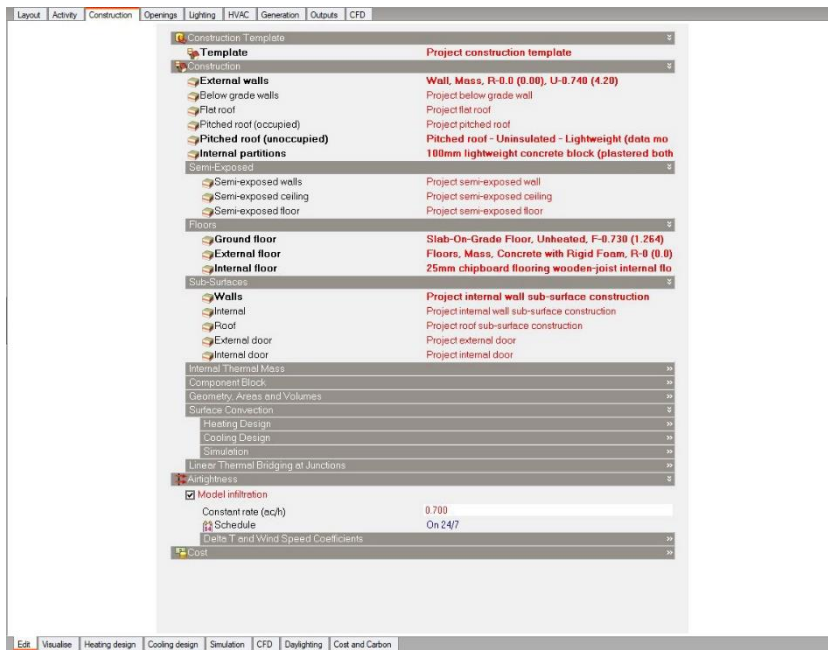 Layout Activity Construction Openings Lighting HVAC Generation Outputs CFD
Construction Template
Template Project construction template
Construction
External walls Wall, Mass, R-0.0 (0.00), U-0.740 (4.20)
Below grade walls Project below grade wall
Flat roof Project flat roof
Pitched roof (occupied) Project pitched roof
Pitched roof (unoccupied) Pitched roof - Uninsulated - Lightweight (data mo
Internal partitions 100mm lightweight concrete block (plastered both
Semi-Exposed
Semi-exposed walls Project semi-exposed wall
Semi-exposed ceiling Project semi-exposed ceiling
Semi-exposed floor Project semi-exposed floor
Floors
Ground floor Slab-On-Grade Floor, Unheated, F-0.730 (1.264)
External floor Floors, Mass, Concrete with Rigid Foam, R-0 (0.0)
Internal floor 25mm chipboard flooring wooden-joist internal flo
Sub-Surfaces
Walls Project internal wall sub-surface construction
Internal Project internal wall sub-surface construction
Roof Project roof sub-surface construction
External door Project external door
Internal door Project internal door
Internal Thermal Mass
Component Block
Geometry, Areas and Volumes
Surface Convection
Heating Design
Cooling Design
Simulation
Linear Thermal Bridging at Junctions
Airtightness
Model infiltration
Constant rate (ac/h) 0.700
Schedule On 24/7
Delta T and Wind Speed Coefficients
Cost
Edit Visualise Heating design Cooling design Simulation CFD Daylighting Cost and Carbon